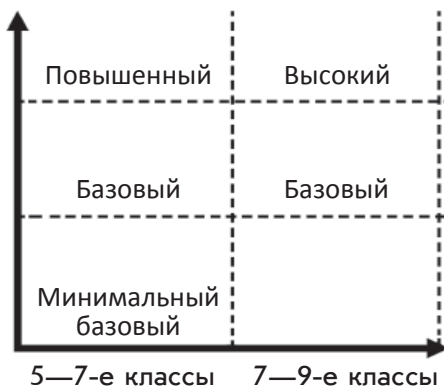 Повышенный Высокий
Базовый Базовый
Минимальный
базовый
5—7-е классы 7—9-е классы